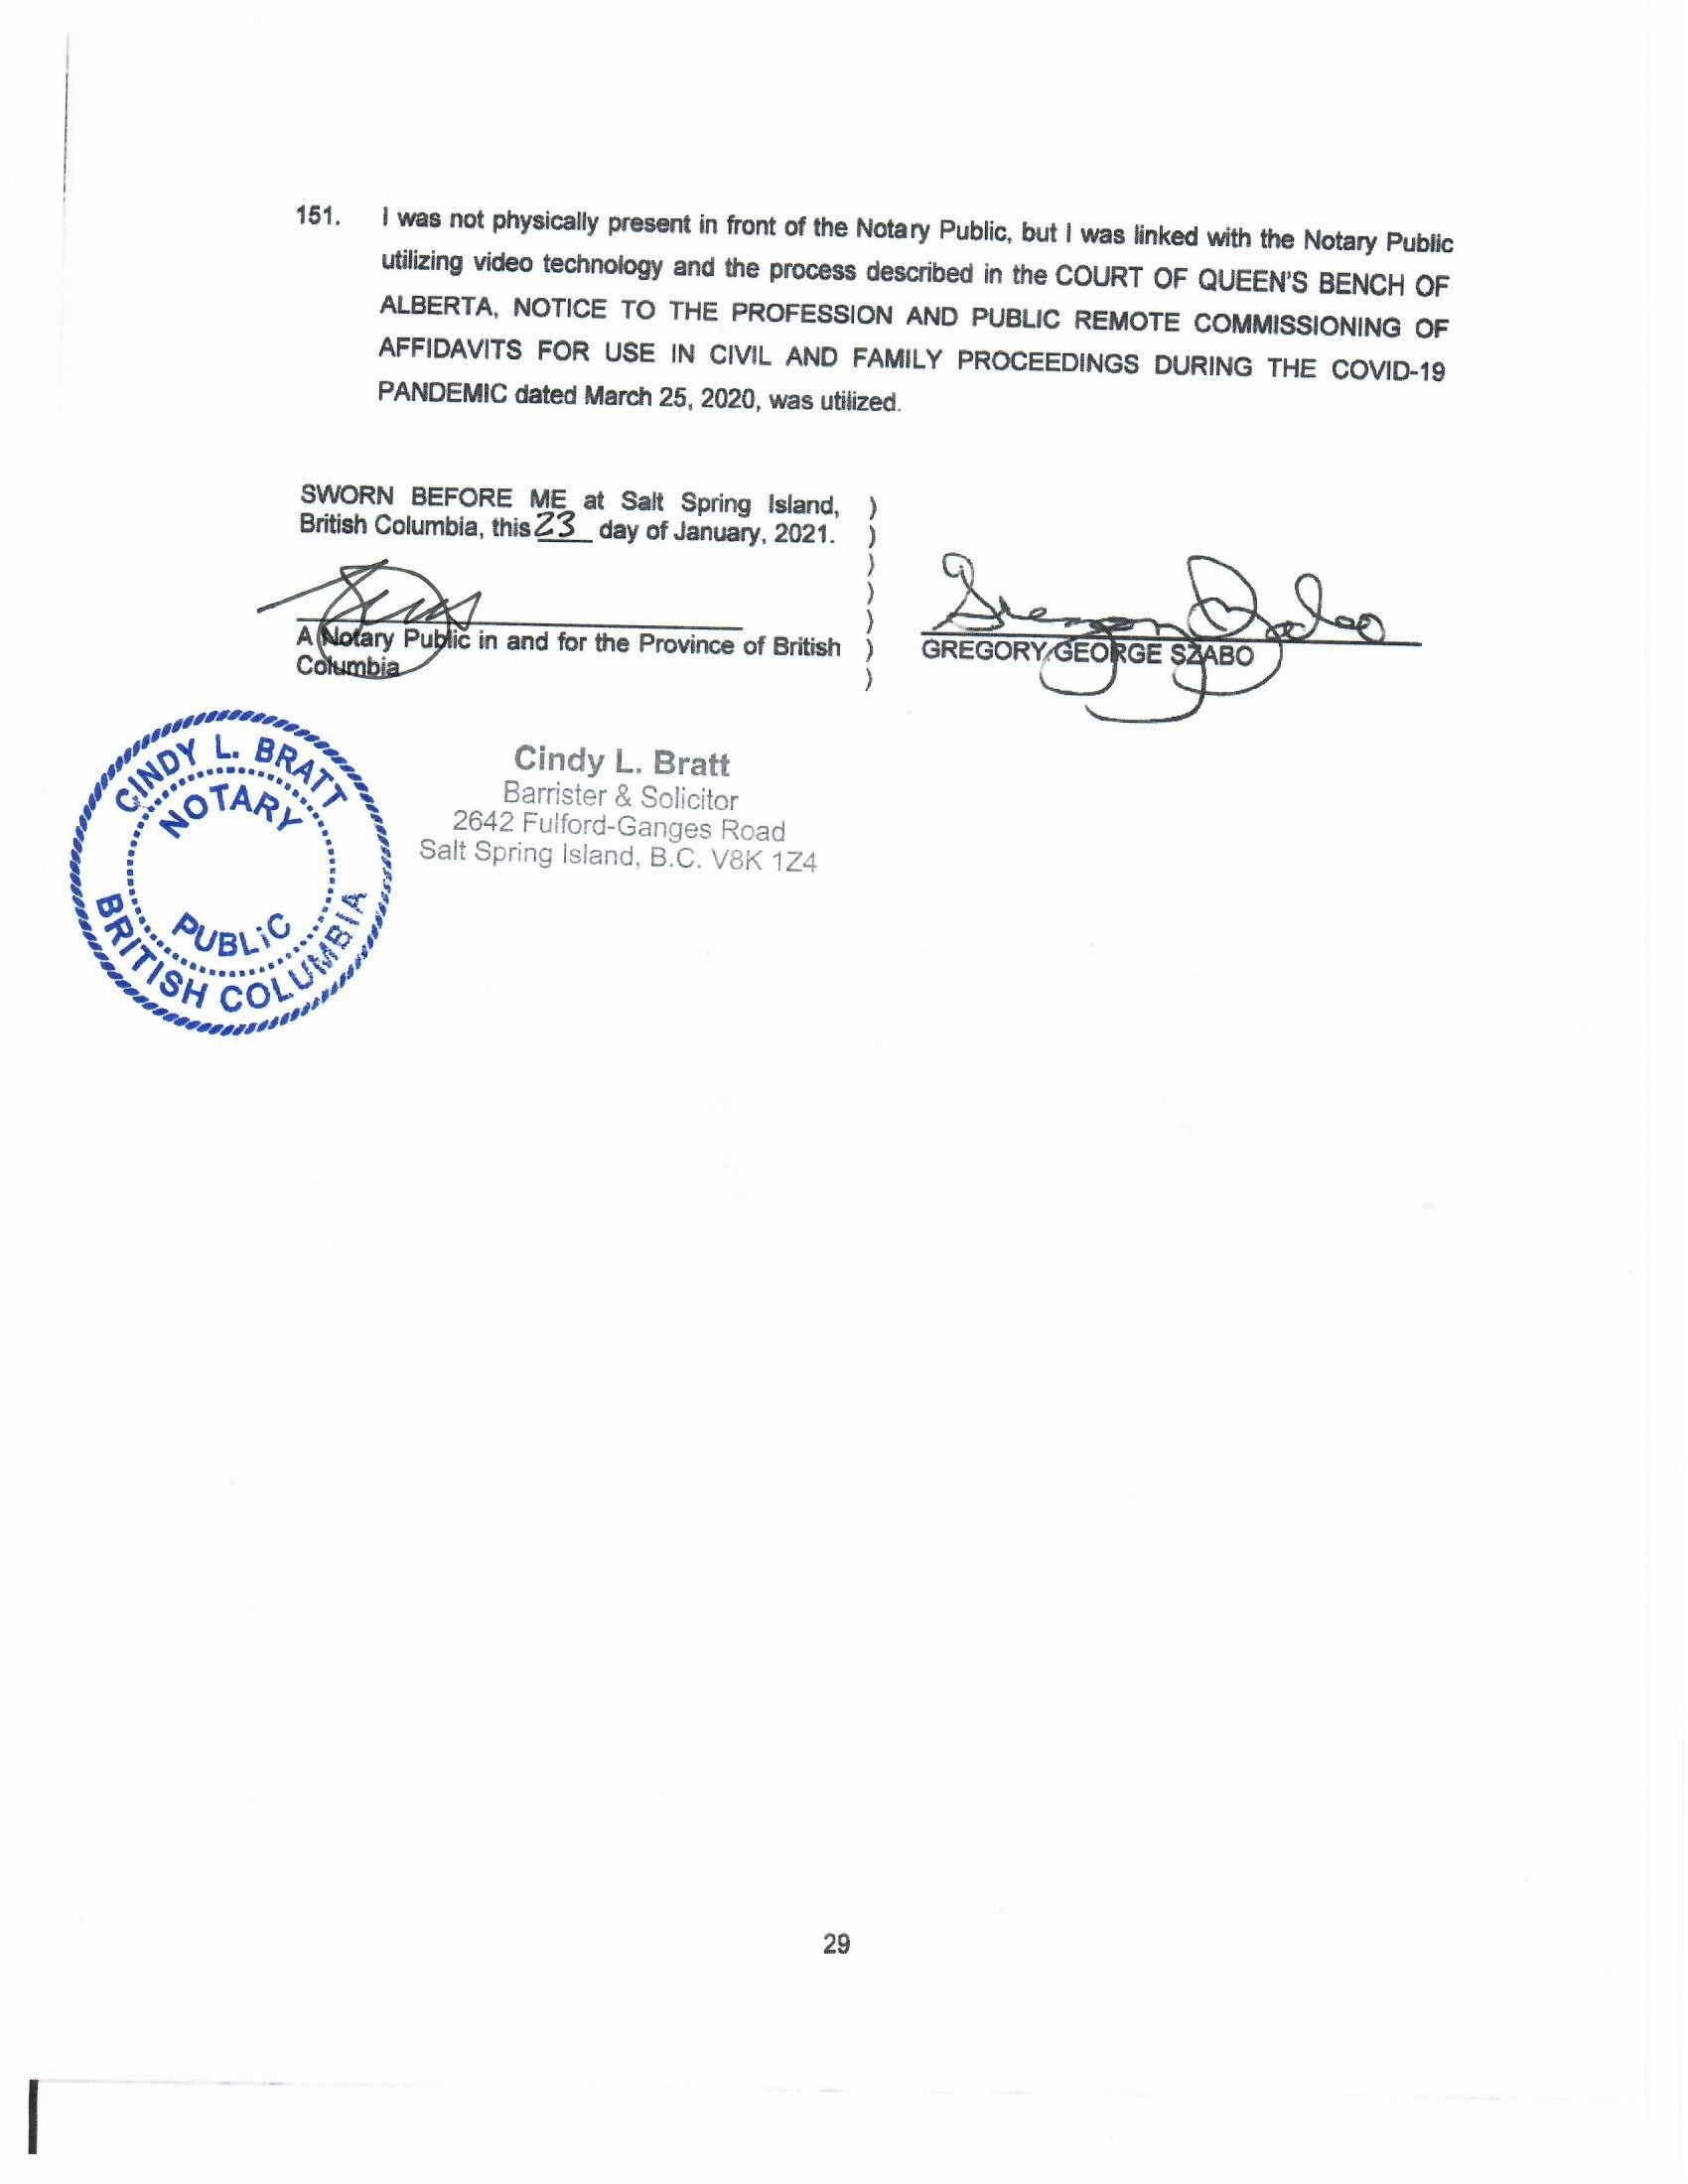 151. I was not physically present in front of the Notary Public, but I was linked with the Notary Public
utilizing video technology and the process described in the COURT OF QUEEN'S BENCH OF
ALBERTA, NOTICE TO THE PROFESSION AND PUBLIC REMOTE COMMISSIONING OF
AFFIDAVITS FOR USE IN CIVIL AND FAMILY PROCEEDINGS DURING THE COVID-19
PANDEMIC dated March 25, 2020, was utilized.
SWORN BEFORE ME at Salt Spring Island, )
British Columbia, this 23 day of January, 2021. )
)
)
)
A Notary Public in and for the Province of British )
Columbia )
Gregory Szabo
GREGORY GEORGE SZABO
CINDY L. BRATT
NOTARY
PUBLIC
BRITISH COLUMBIA
Cindy L. Bratt
Barrister & Solicitor
2642 Fulford-Ganges Road
Salt Spring Island, B.C. V8K 1Z4
29